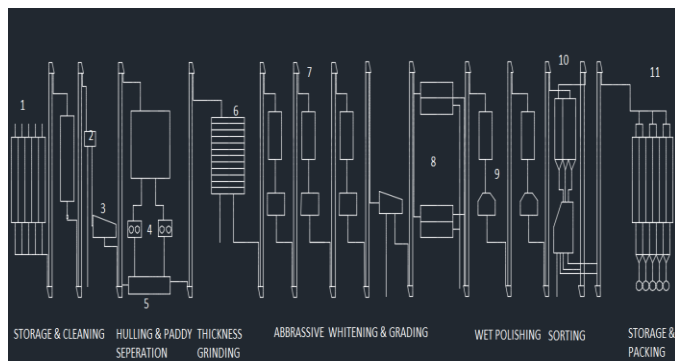 1
2
3
4
5
6
7
8
9
10
11
STORAGE & CLEANING
HULLING & PADDY
SEPERATION
THICKNESS
GRINDING
ABBRASSIVE WHITENING & GRADING
WET POLISHING
SORTING
STORAGE &
PACKING